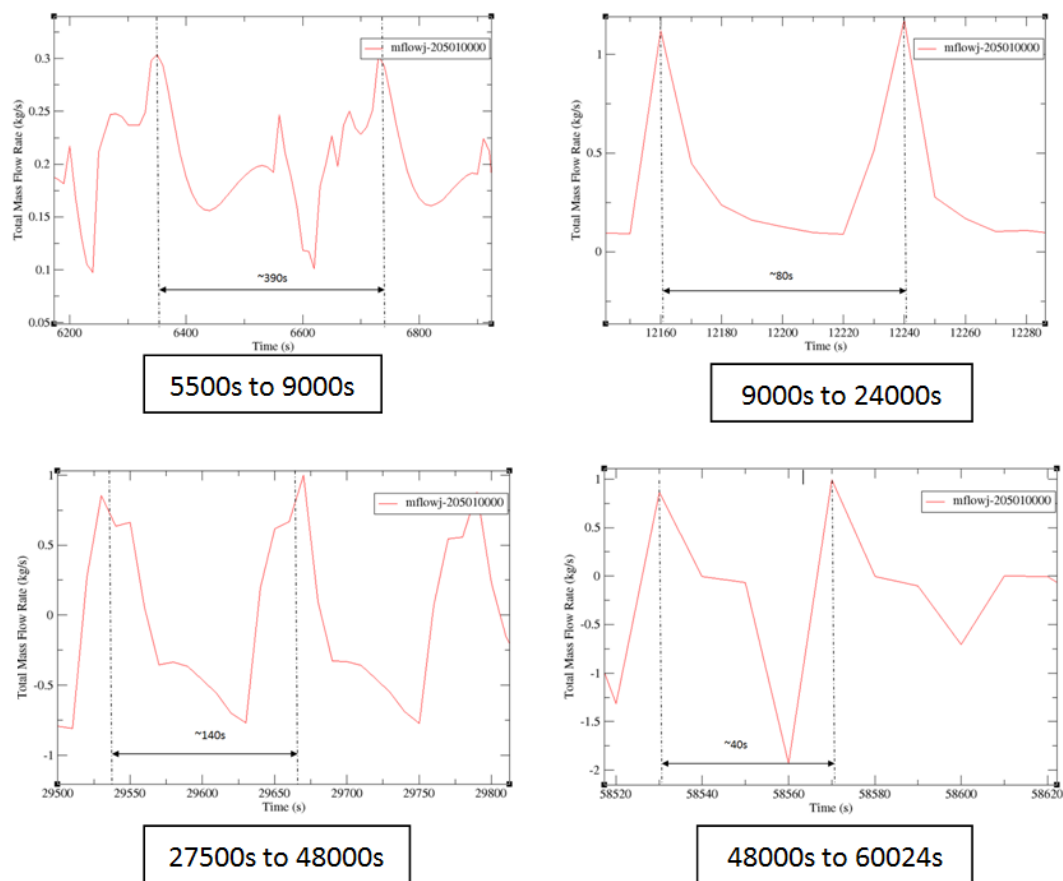 0.3
0.25
0.2
0.15
0.1
0.05
Total Mass Flow Rate (kg/s)
mflowj-205010000
~390s
6200 6400 6600 6800
Time (s)
5500s to 9000s
1
0.5
0
Total Mass Flow Rate (kg/s)
mflowj-205010000
~80s
12160 12180 12200 12220 12240 12260 12280
Time (s)
9000s to 24000s
1
0.5
0
-0.5
-1
Total Mass Flow Rate (kg/s)
mflowj-205010000
~140s
29500 29550 29600 29650 29700 29750 29800
Time (s)
27500s to 48000s
1
0.5
0
-0.5
-1
-1.5
-2
Total Mass Flow Rate (kg/s)
mflowj-205010000
~40s
58520 58540 58560 58580 58600 58620
Time (s)
48000s to 60024s